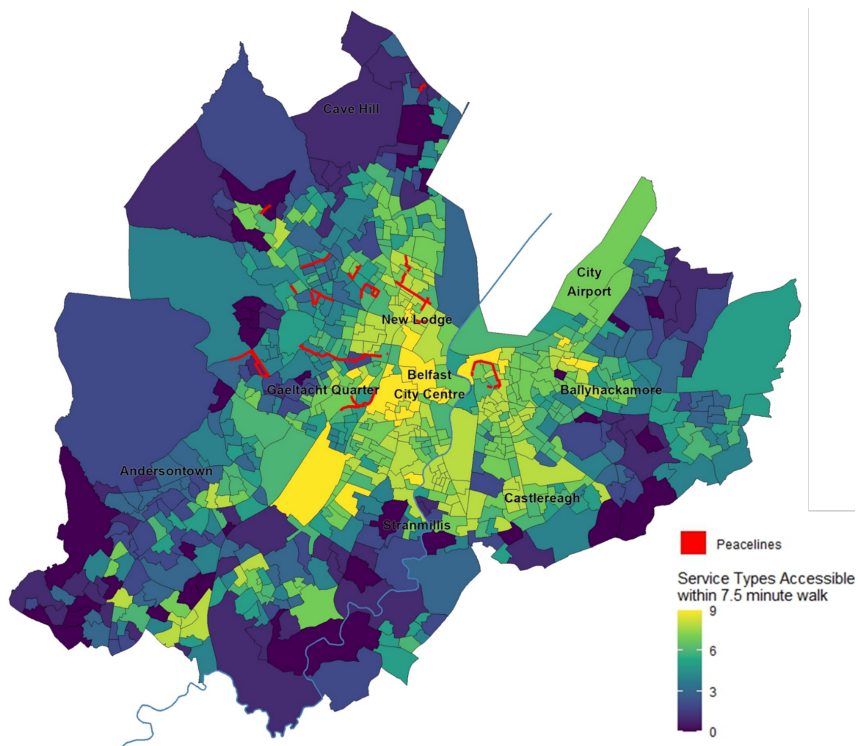 Cave Hill
City
Airport
New Lodge
Belfast
City Centre
Gaeltacht Quarter
Ballyhackamore
Andersontown
Castlereagh
Stranmillis
Peacelines
Service Types Accessible
within 7.5 minute walk
9
6
3
0